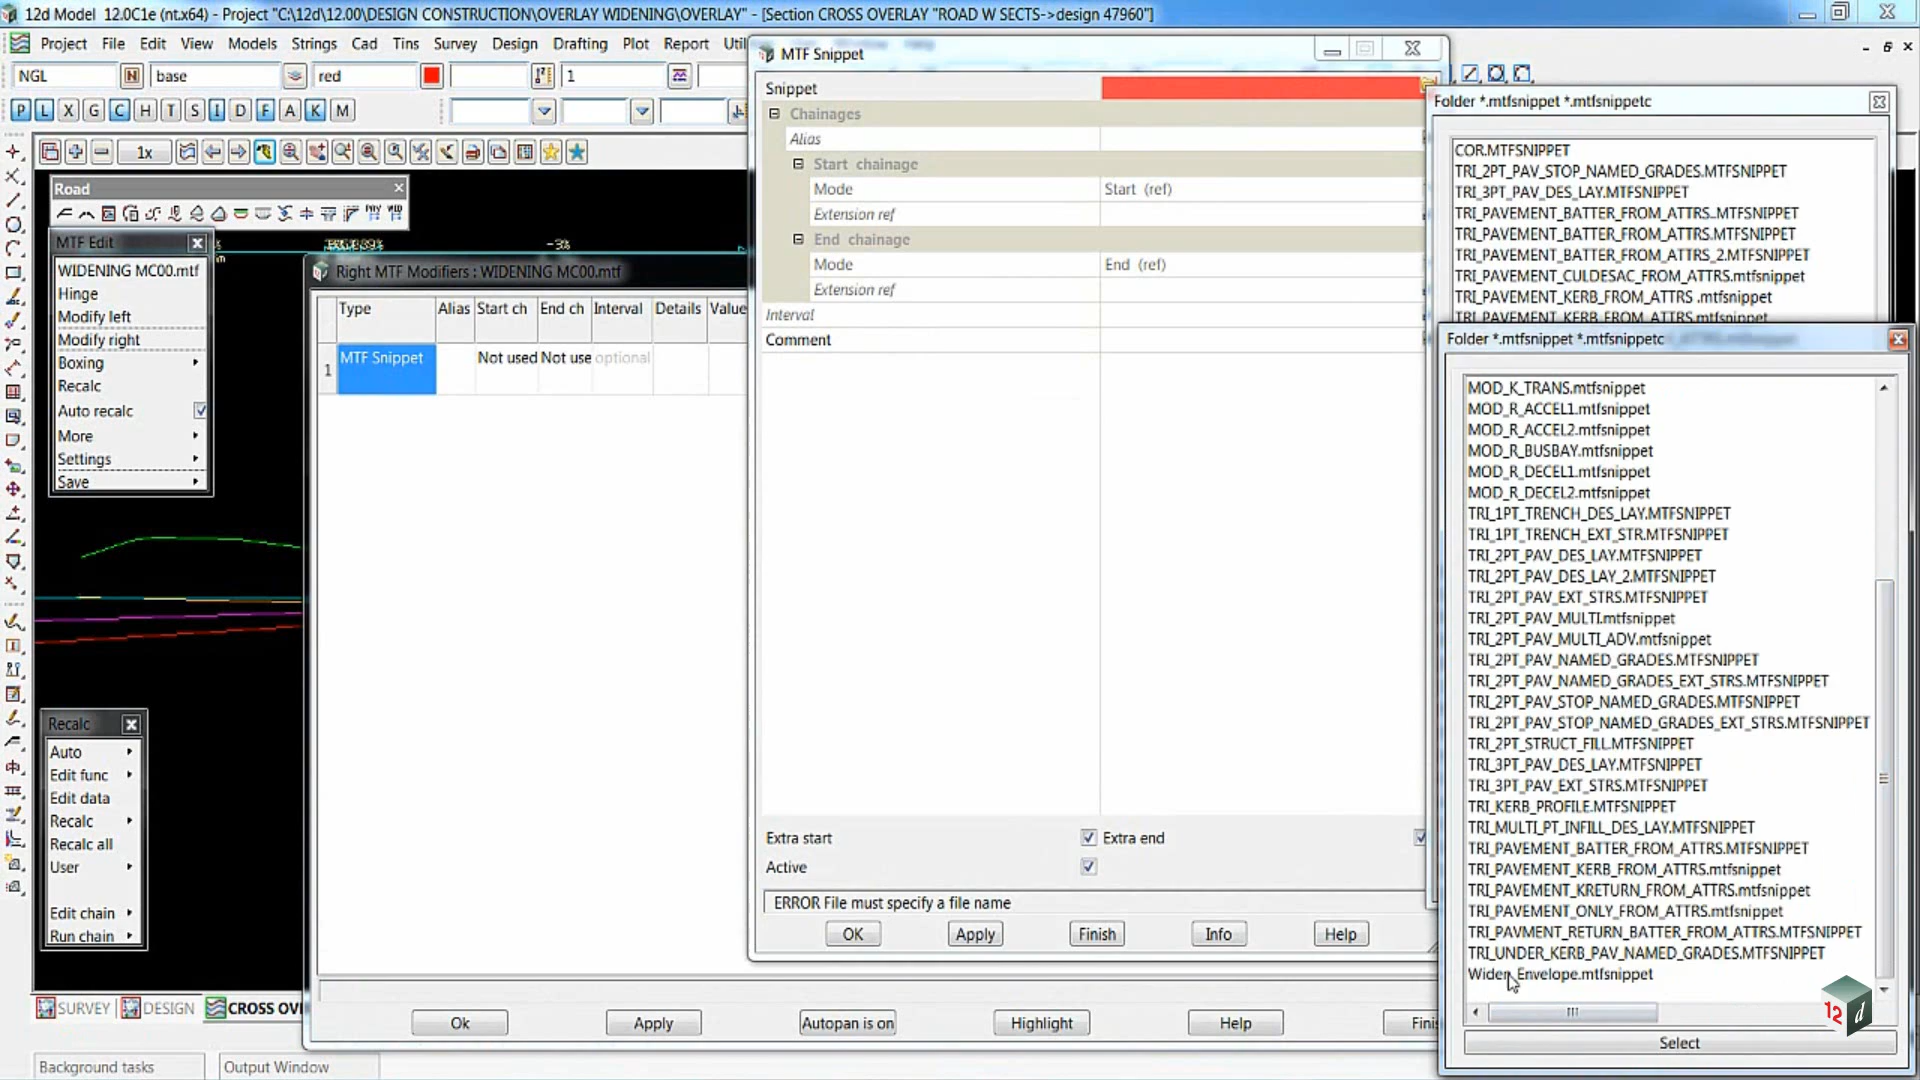 12d Model 12.0C1e (nt.x64) - Project "C:\12d\12.00\DESIGN CONSTRUCTION\OVERLAY WIDENING\OVERLAY" - [Section CROSS OVERLAY "ROAD W SECTS->design 47960"]
Project File Edit View Models Strings Cad Tins Survey Design Drafting Plot Report Util
NGL N base red 1
P L X G C H T S I D F A K M
1x
Road
-3%
MTF Edit
WIDENING MC00.mtf
Hinge
Modify left
Modify right
Boxing
Recalc
Auto recalc
More
Settings
Save
Recalc
Auto
Edit func
Edit data
Recalc
Recalc all
User
Edit chain
Run chain
SURVEY DESIGN CROSS OV
Background tasks Output Window
Right MTF Modifiers : WIDENING MC00.mtf
Type Alias Start ch End ch Interval Details Value
1 MTF Snippet Not used Not use optional
Ok Apply Autopan is on Highlight Help Finis
MTF Snippet
Snippet
Chainages
Alias
Start chainage
Mode Start (ref)
Extension ref
End chainage
Mode End (ref)
Extension ref
Interval
Comment
Extra start Extra end
Active
ERROR File must specify a file name
OK Apply Finish Info Help
Folder *.mtfsnippet *.mtfsnippetc
COR.MTFSNIPPET
TRI_2PT_PAV_STOP_NAMED_GRADES.MTFSNIPPET
TRI_3PT_PAV_DES_LAY.MTFSNIPPET
TRI_PAVEMENT_BATTER_FROM_ATTRS..MTFSNIPPET
TRI_PAVEMENT_BATTER_FROM_ATTRS.MTFSNIPPET
TRI_PAVEMENT_BATTER_FROM_ATTRS_2.MTFSNIPPET
TRI_PAVEMENT_CULDESAC_FROM_ATTRS.mtfsnippet
TRI_PAVEMENT_KERB_FROM_ATTRS .mtfsnippet
TRI_PAVEMENT_KERB_FROM_ATTRS.mtfsnippet
Folder *.mtfsnippet *.mtfsnippetc
MOD_K_TRANS.mtfsnippet
MOD_R_ACCEL1.mtfsnippet
MOD_R_ACCEL2.mtfsnippet
MOD_R_BUSBAY.mtfsnippet
MOD_R_DECEL1.mtfsnippet
MOD_R_DECEL2.mtfsnippet
TRI_1PT_TRENCH_DES_LAY.MTFSNIPPET
TRI_1PT_TRENCH_EXT_STR.MTFSNIPPET
TRI_2PT_PAV_DES_LAY.MTFSNIPPET
TRI_2PT_PAV_DES_LAY_2.MTFSNIPPET
TRI_2PT_PAV_EXT_STRS.MTFSNIPPET
TRI_2PT_PAV_MULTI.mtfsnippet
TRI_2PT_PAV_MULTI_ADV.mtfsnippet
TRI_2PT_PAV_NAMED_GRADES.MTFSNIPPET
TRI_2PT_PAV_NAMED_GRADES_EXT_STRS.MTFSNIPPET
TRI_2PT_PAV_STOP_NAMED_GRADES.MTFSNIPPET
TRI_2PT_PAV_STOP_NAMED_GRADES_EXT_STRS.MTFSNIPPET
TRI_2PT_STRUCT_FILL.MTFSNIPPET
TRI_3PT_PAV_DES_LAY.MTFSNIPPET
TRI_3PT_PAV_EXT_STRS.MTFSNIPPET
TRI_KERB_PROFILE.MTFSNIPPET
TRI_MULTI_PT_INFILL_DES_LAY.MTFSNIPPET
TRI_PAVEMENT_BATTER_FROM_ATTRS.MTFSNIPPET
TRI_PAVEMENT_KERB_FROM_ATTRS.mtfsnippet
TRI_PAVEMENT_KRETURN_FROM_ATTRS.mtfsnippet
TRI_PAVEMENT_ONLY_FROM_ATTRS.mtfsnippet
TRI_PAVMENT_RETURN_BATTER_FROM_ATTRS.MTFSNIPPET
TRI_UNDER_KERB_PAV_NAMED_GRADES.MTFSNIPPET
Widen_Envelope.mtfsnippet
Select
12 d